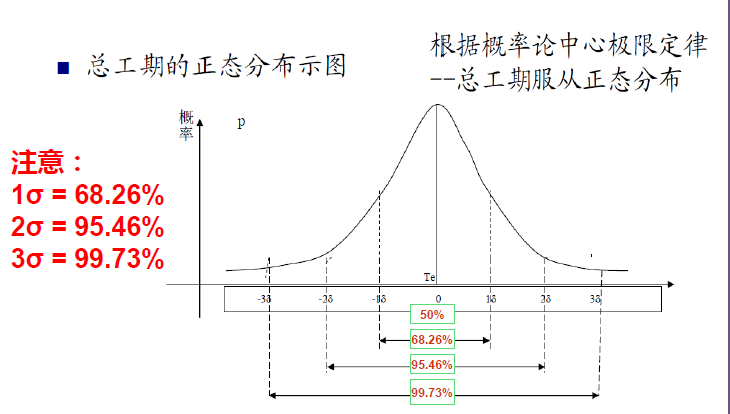 ■ 总工期的正态分布示图
根据概率论中心极限定律
--总工期服从正态分布
概率
p
注意：
1σ = 68.26%
2σ = 95.46%
3σ = 99.73%
Te
-3δ -2δ -1δ 0 1δ 2δ 3δ
50%
68.26%
95.46%
99.73%